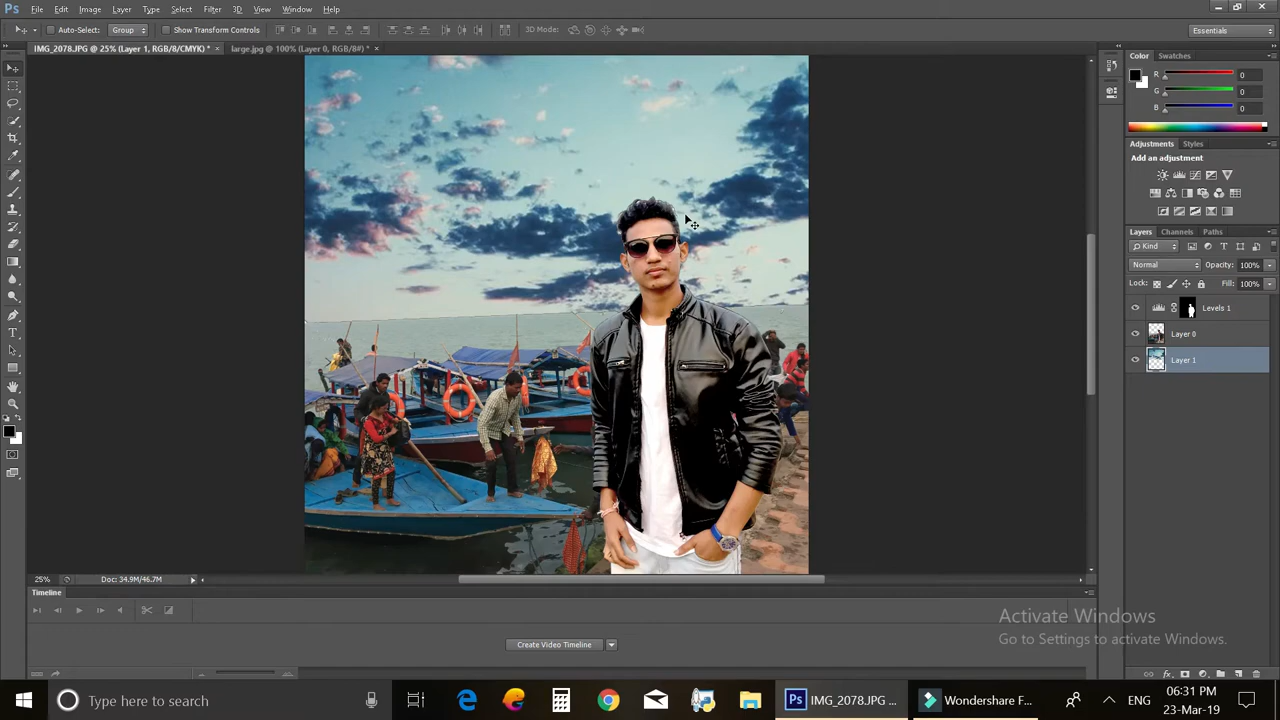 Ps File Edit Image Layer Type Select Filter 3D View Window Help
Auto-Select: Group Show Transform Controls 3D Mode: Essentials
IMG_2078.JPG @ 25% (Layer 1, RGB/8/CMYK) * × large.jpg @ 100% (Layer 0, RGB/8#) * ×
Color Swatches
R 0
G 0
B 0
Adjustments Styles
Add an adjustment
Layers Channels Paths
Kind
Normal Opacity: 100%
Lock: Fill: 100%
Levels 1
Layer 0
Layer 1
25% Doc: 34.9M/46.7M
Timeline
Create Video Timeline
Activate Windows
Go to Settings to activate Windows.
Type here to search
Ps IMG_2078.JPG ...
Wondershare F...
ENG
06:31 PM
23-Mar-19